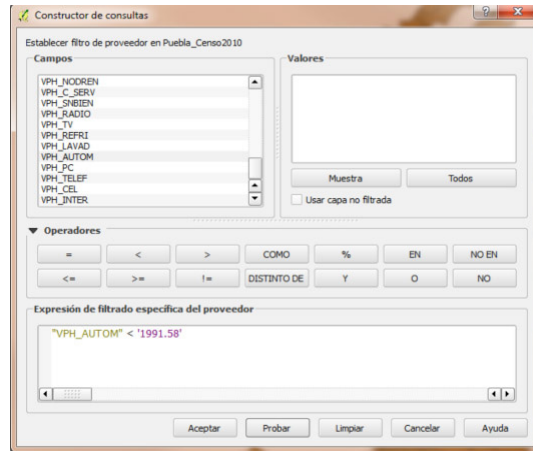 Constructor de consultas
Establecer filtro de proveedor en Puebla_Censo2010
Campos
VPH_NODREN
VPH_C_SERV
VPH_SNBIEN
VPH_RADIO
VPH_TV
VPH_REFRI
VPH_LAVAD
VPH_AUTOM
VPH_PC
VPH_TELEF
VPH_CEL
VPH_INTER
Valores
Muestra Todos
Usar capa no filtrada
Operadores
= < > COMO % EN NO EN
<= >= != DISTINTO DE Y O NO
Expresión de filtrado específica del proveedor
"VPH_AUTOM" < '1991.58'
Aceptar Probar Limpiar Cancelar Ayuda